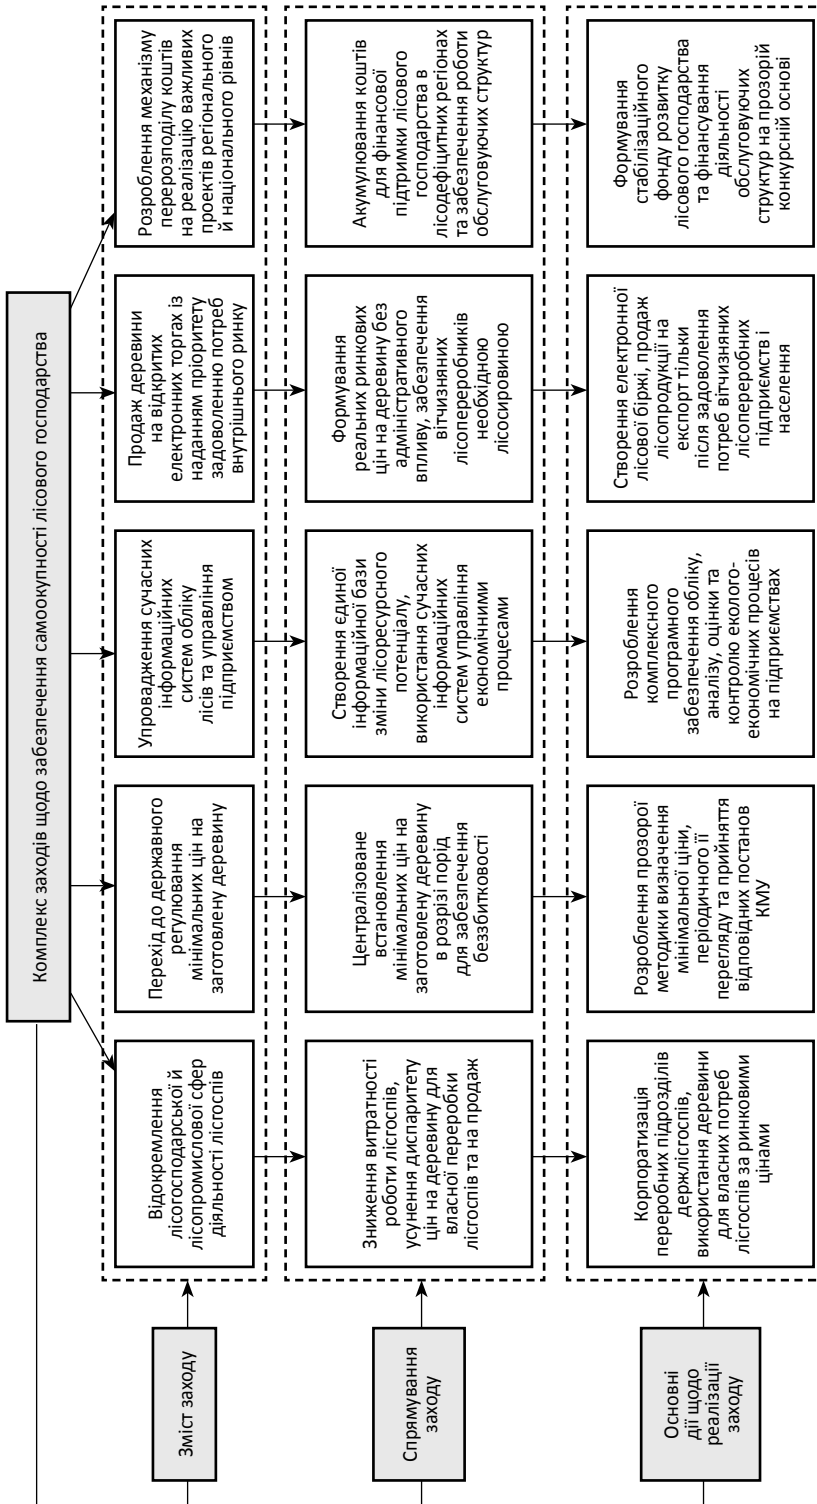 Комплекс заходів щодо забезпечення самоокупності лісового господарства
Зміст заходу
Відокремлення
лісогосподарської й
лісопромислової сфер
діяльності лісгоспів
Перехід до державного
регулювання
мінімальних цін на
заготовлену деревину
Упровадження сучасних
інформаційних
систем обліку
лісів та управління
підприємством
Продаж деревини
на відкритих
електронних торгах із
наданням пріоритету
задоволенню потреб
внутрішнього ринку
Розроблення механізму
перерозподілу коштів
на реалізацію важливих
проектів регіонального
й національного рівнів
Спрямування
заходу
Зниження витратності
роботи лісгоспів,
усунення диспаритету
цін на деревину для
власної переробки
лісгоспів та на продаж
Централізоване
встановлення
мінімальних цін на
заготовлену деревину
в розрізі порід
для забезпечення
беззбитковості
Створення єдиної
інформаційної бази
зміни лісоресурсного
потенціалу,
використання сучасних
інформаційних
систем управління
економічними
процесами
Формування
реальних ринкових
цін на деревину без
адміністративного
впливу, забезпечення
вітчизняних
лісопереробників
необхідною
лісосировиною
Акумулювання коштів
для фінансової
підтримки лісового
господарства в
лісодефіцитних регіонах
та забезпечення роботи
обслуговуючих структур
Основні
дії щодо
реалізації
заходу
Корпоратизація
переробних підрозділів
держлісгоспів,
використання деревини
для власних потреб
лісгоспів за ринковими
цінами
Розроблення прозорої
методики визначення
мінімальної ціни,
періодичного її
перегляду та прийняття
відповідних постанов
КМУ
Розроблення
комплексного
програмного
забезпечення обліку,
аналізу, оцінки та
контролю еколого-
економічних процесів
на підприємствах
Створення електронної
лісової біржі, продаж
лісопродукції на
експорт тільки
після задоволення
потреб вітчизняних
лісопереробних
підприємств і
населення
Формування
стабілізаційного
фонду розвитку
лісового господарства
та фінансування
діяльності
обслуговуючих
структур на прозорій
конкурсній основі